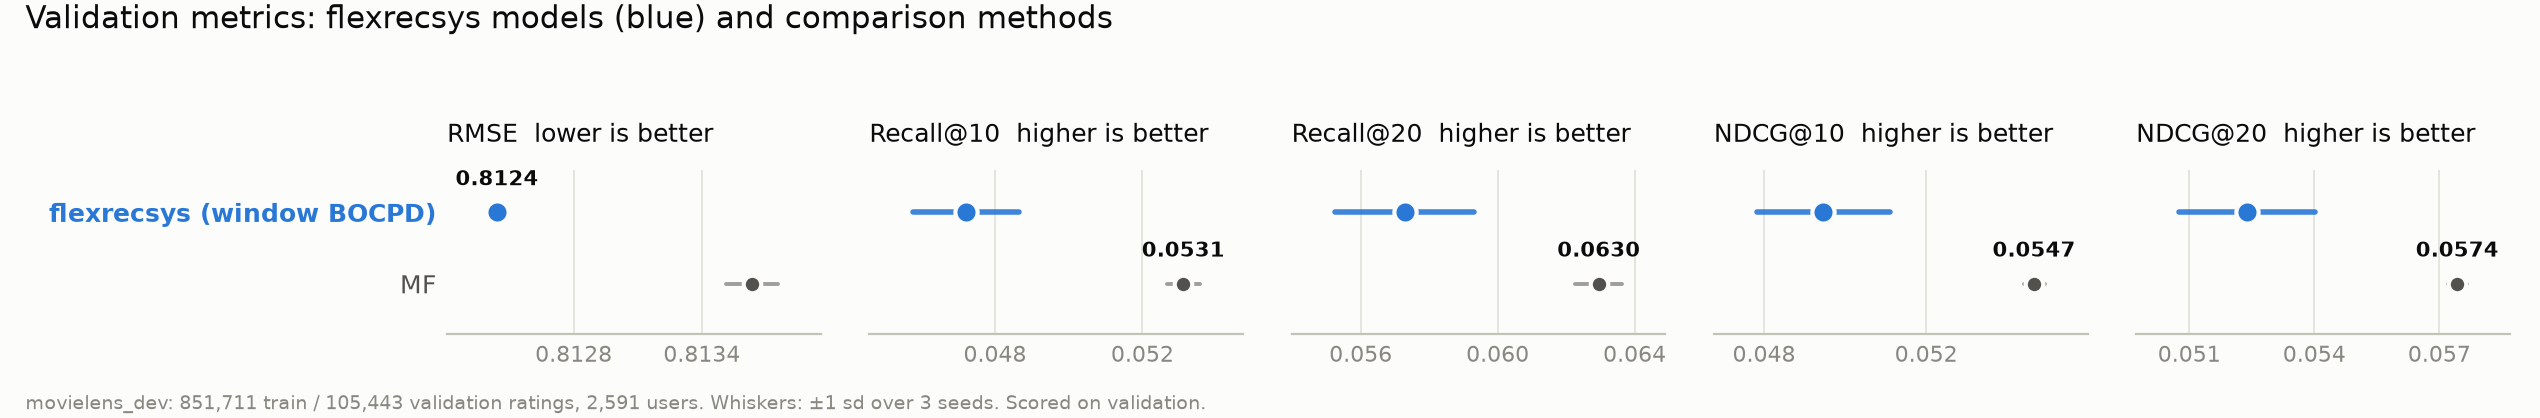 Validation metrics: flexrecsys models (blue) and comparison methods
RMSE  lower is better
Recall@10  higher is better
Recall@20  higher is better
NDCG@10  higher is better
NDCG@20  higher is better
0.8124
flexrecsys (window BOCPD)
0.0531
0.0630
0.0547
0.0574
MF
0.8128 0.8134
0.048 0.052
0.056 0.060 0.064
0.048 0.052
0.051 0.054 0.057
movielens_dev: 851,711 train / 105,443 validation ratings, 2,591 users. Whiskers: ±1 sd over 3 seeds. Scored on validation.